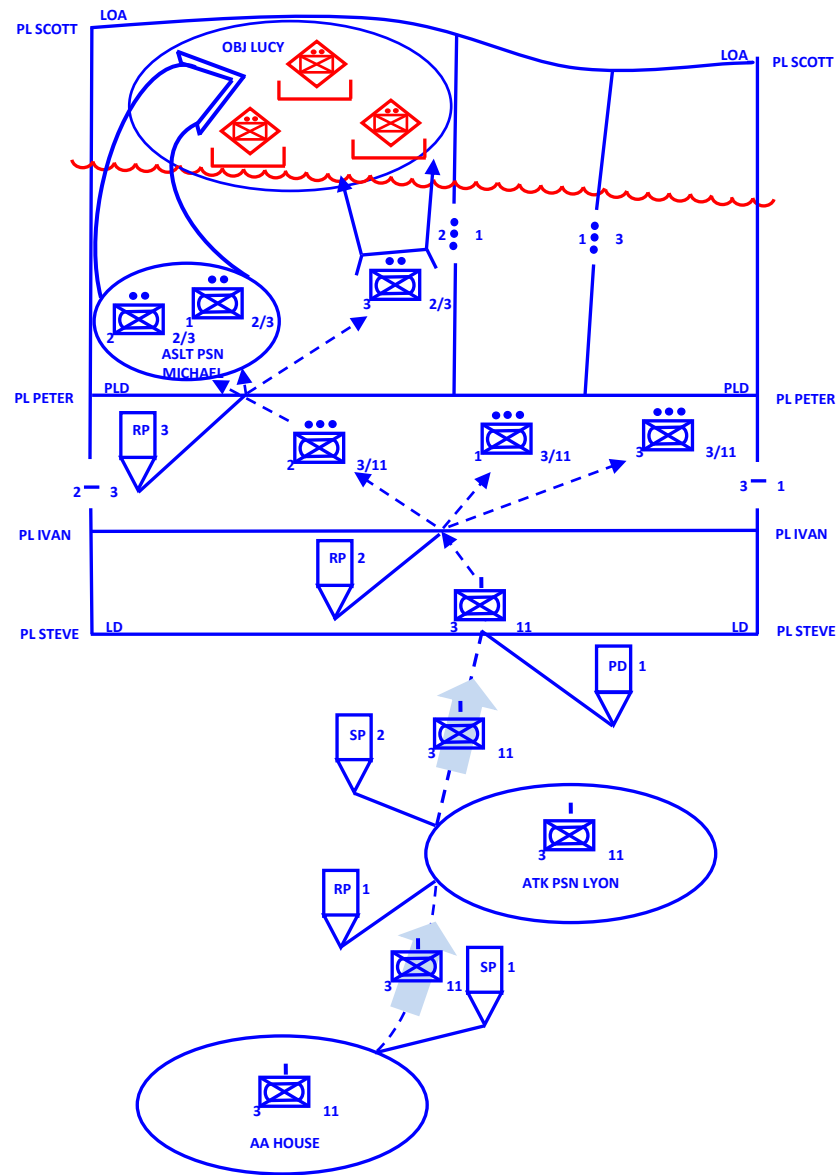 LOA
PL SCOTT
OBJ LUCY
LOA
PL SCOTT
2 1
1 3
3 2/3
1 2/3
2 2/3
ASLT PSN
MICHAEL
PL PETER
PLD
PLD
PL PETER
RP 3
2 3/11
1 3/11
3 3/11
2 3
3 1
PL IVAN
PL IVAN
RP 2
3 11
PL STEVE
LD
LD
PL STEVE
PD 1
SP 2
3 11
3 11
ATK PSN LYON
RP 1
SP 1
3 11
3 11
AA HOUSE